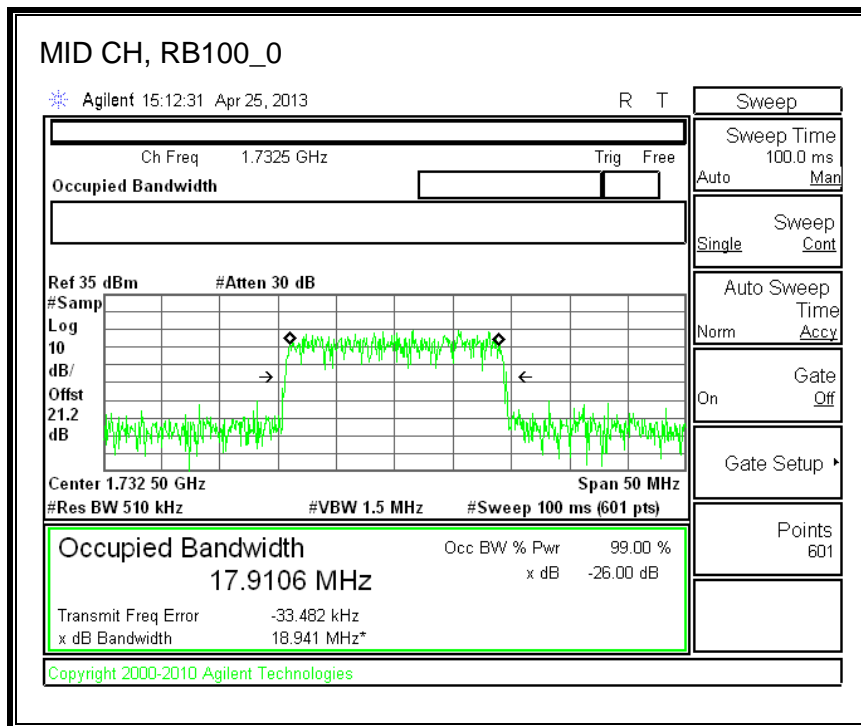 MID CH, RB100_0
Agilent 15:12:31 Apr 25, 2013 R T
Ch Freq 1.7325 GHz Trig Free
Occupied Bandwidth
Ref 35 dBm #Atten 30 dB
#Samp
Log
10
dB/
Offst
21.2
dB
Center 1.732 50 GHz Span 50 MHz
#Res BW 510 kHz #VBW 1.5 MHz #Sweep 100 ms (601 pts)
Occupied Bandwidth Occ BW % Pwr 99.00 %
17.9106 MHz x dB -26.00 dB
Transmit Freq Error -33.482 kHz
x dB Bandwidth 18.941 MHz*
Copyright 2000-2010 Agilent Technologies
Sweep
Sweep Time
100.0 ms
Auto Man
Sweep
Single Cont
Auto Sweep
Time
Norm Accy
Gate
On Off
Gate Setup
Points
601